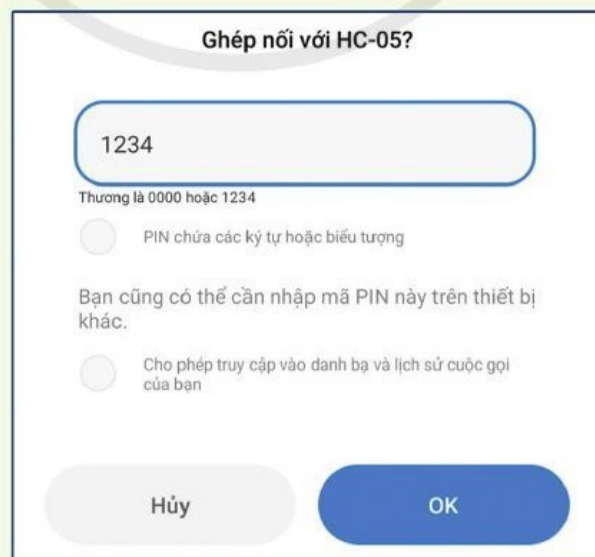 Ghép nối với HC-05?
1234
Thương là 0000 hoặc 1234
PIN chứa các ký tự hoặc biểu tượng
Bạn cũng có thể cần nhập mã PIN này trên thiết bị
khác.
Cho phép truy cập vào danh bạ và lịch sử cuộc gọi
của bạn
Hủy
OK